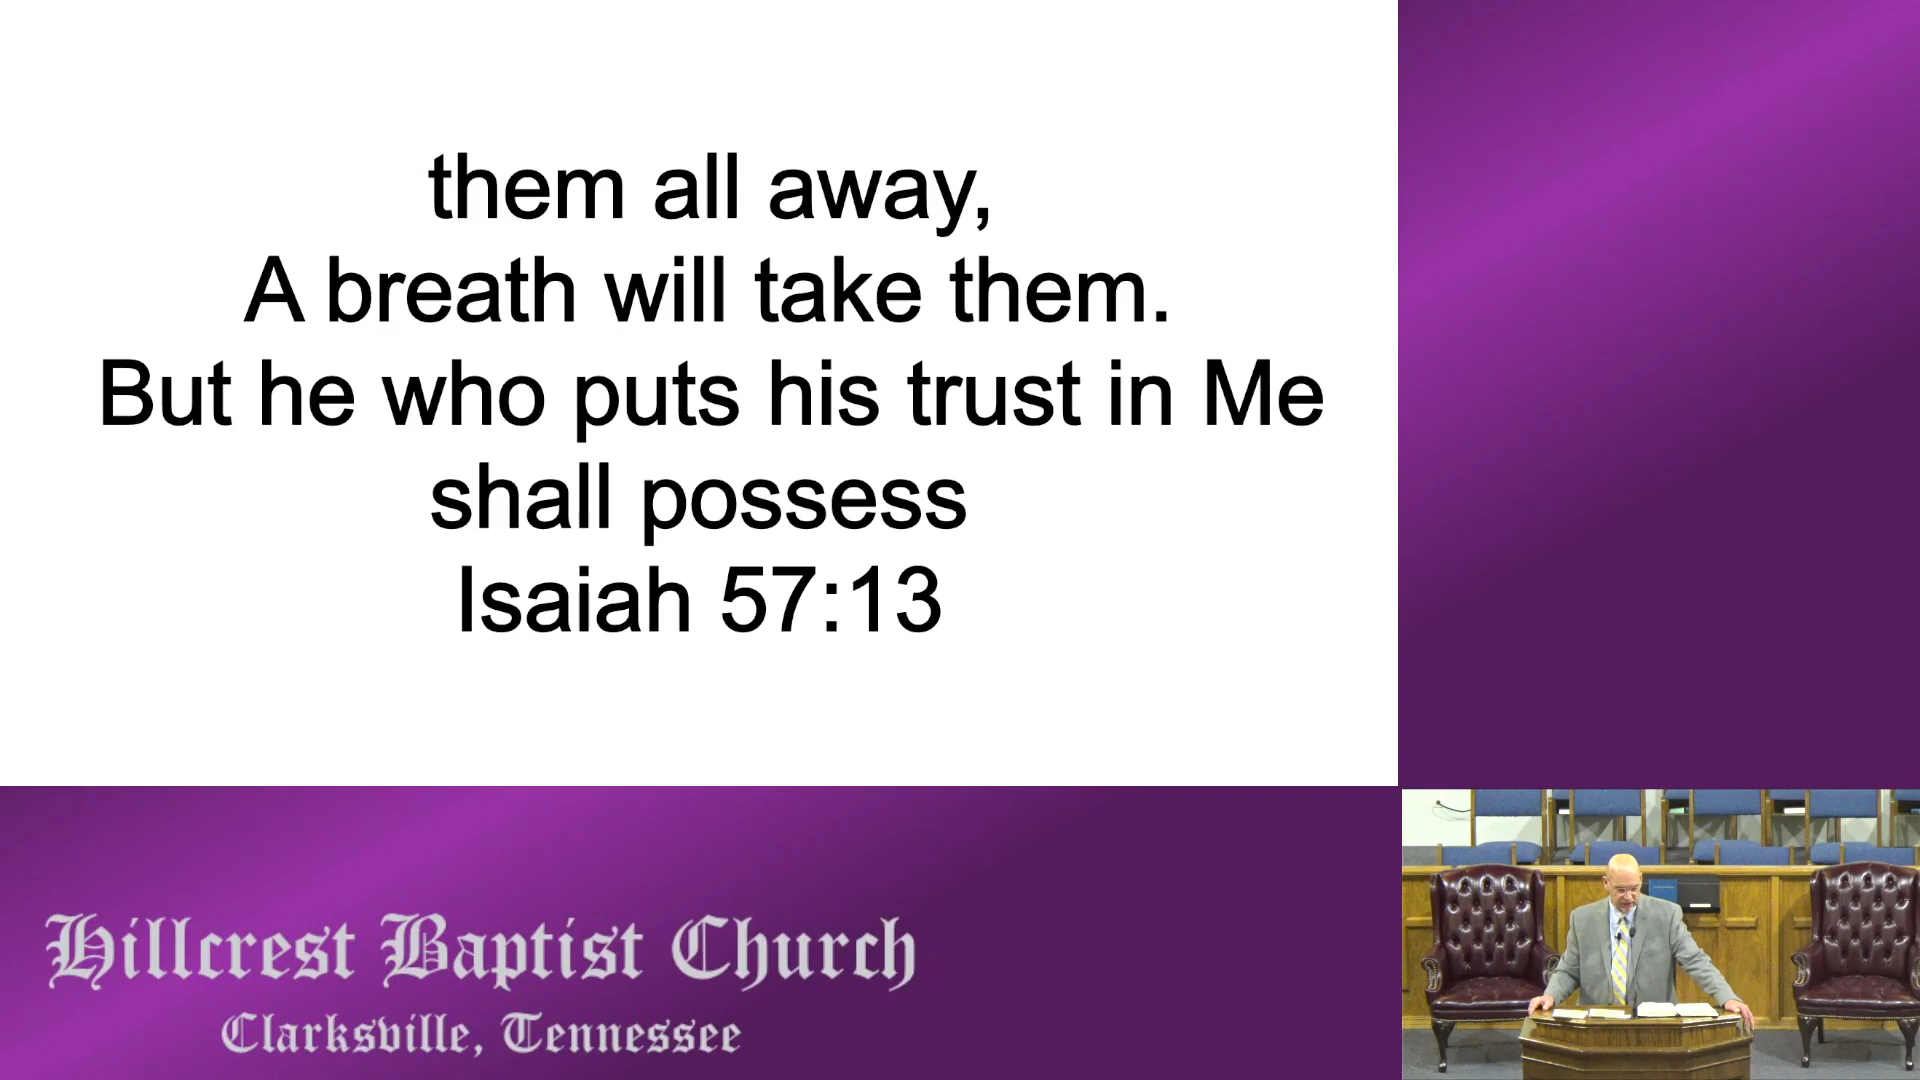 them all away,
A breath will take them.
But he who puts his trust in Me
shall possess
Isaiah 57:13
Hillcrest Baptist Church
Clarksville, Tennessee